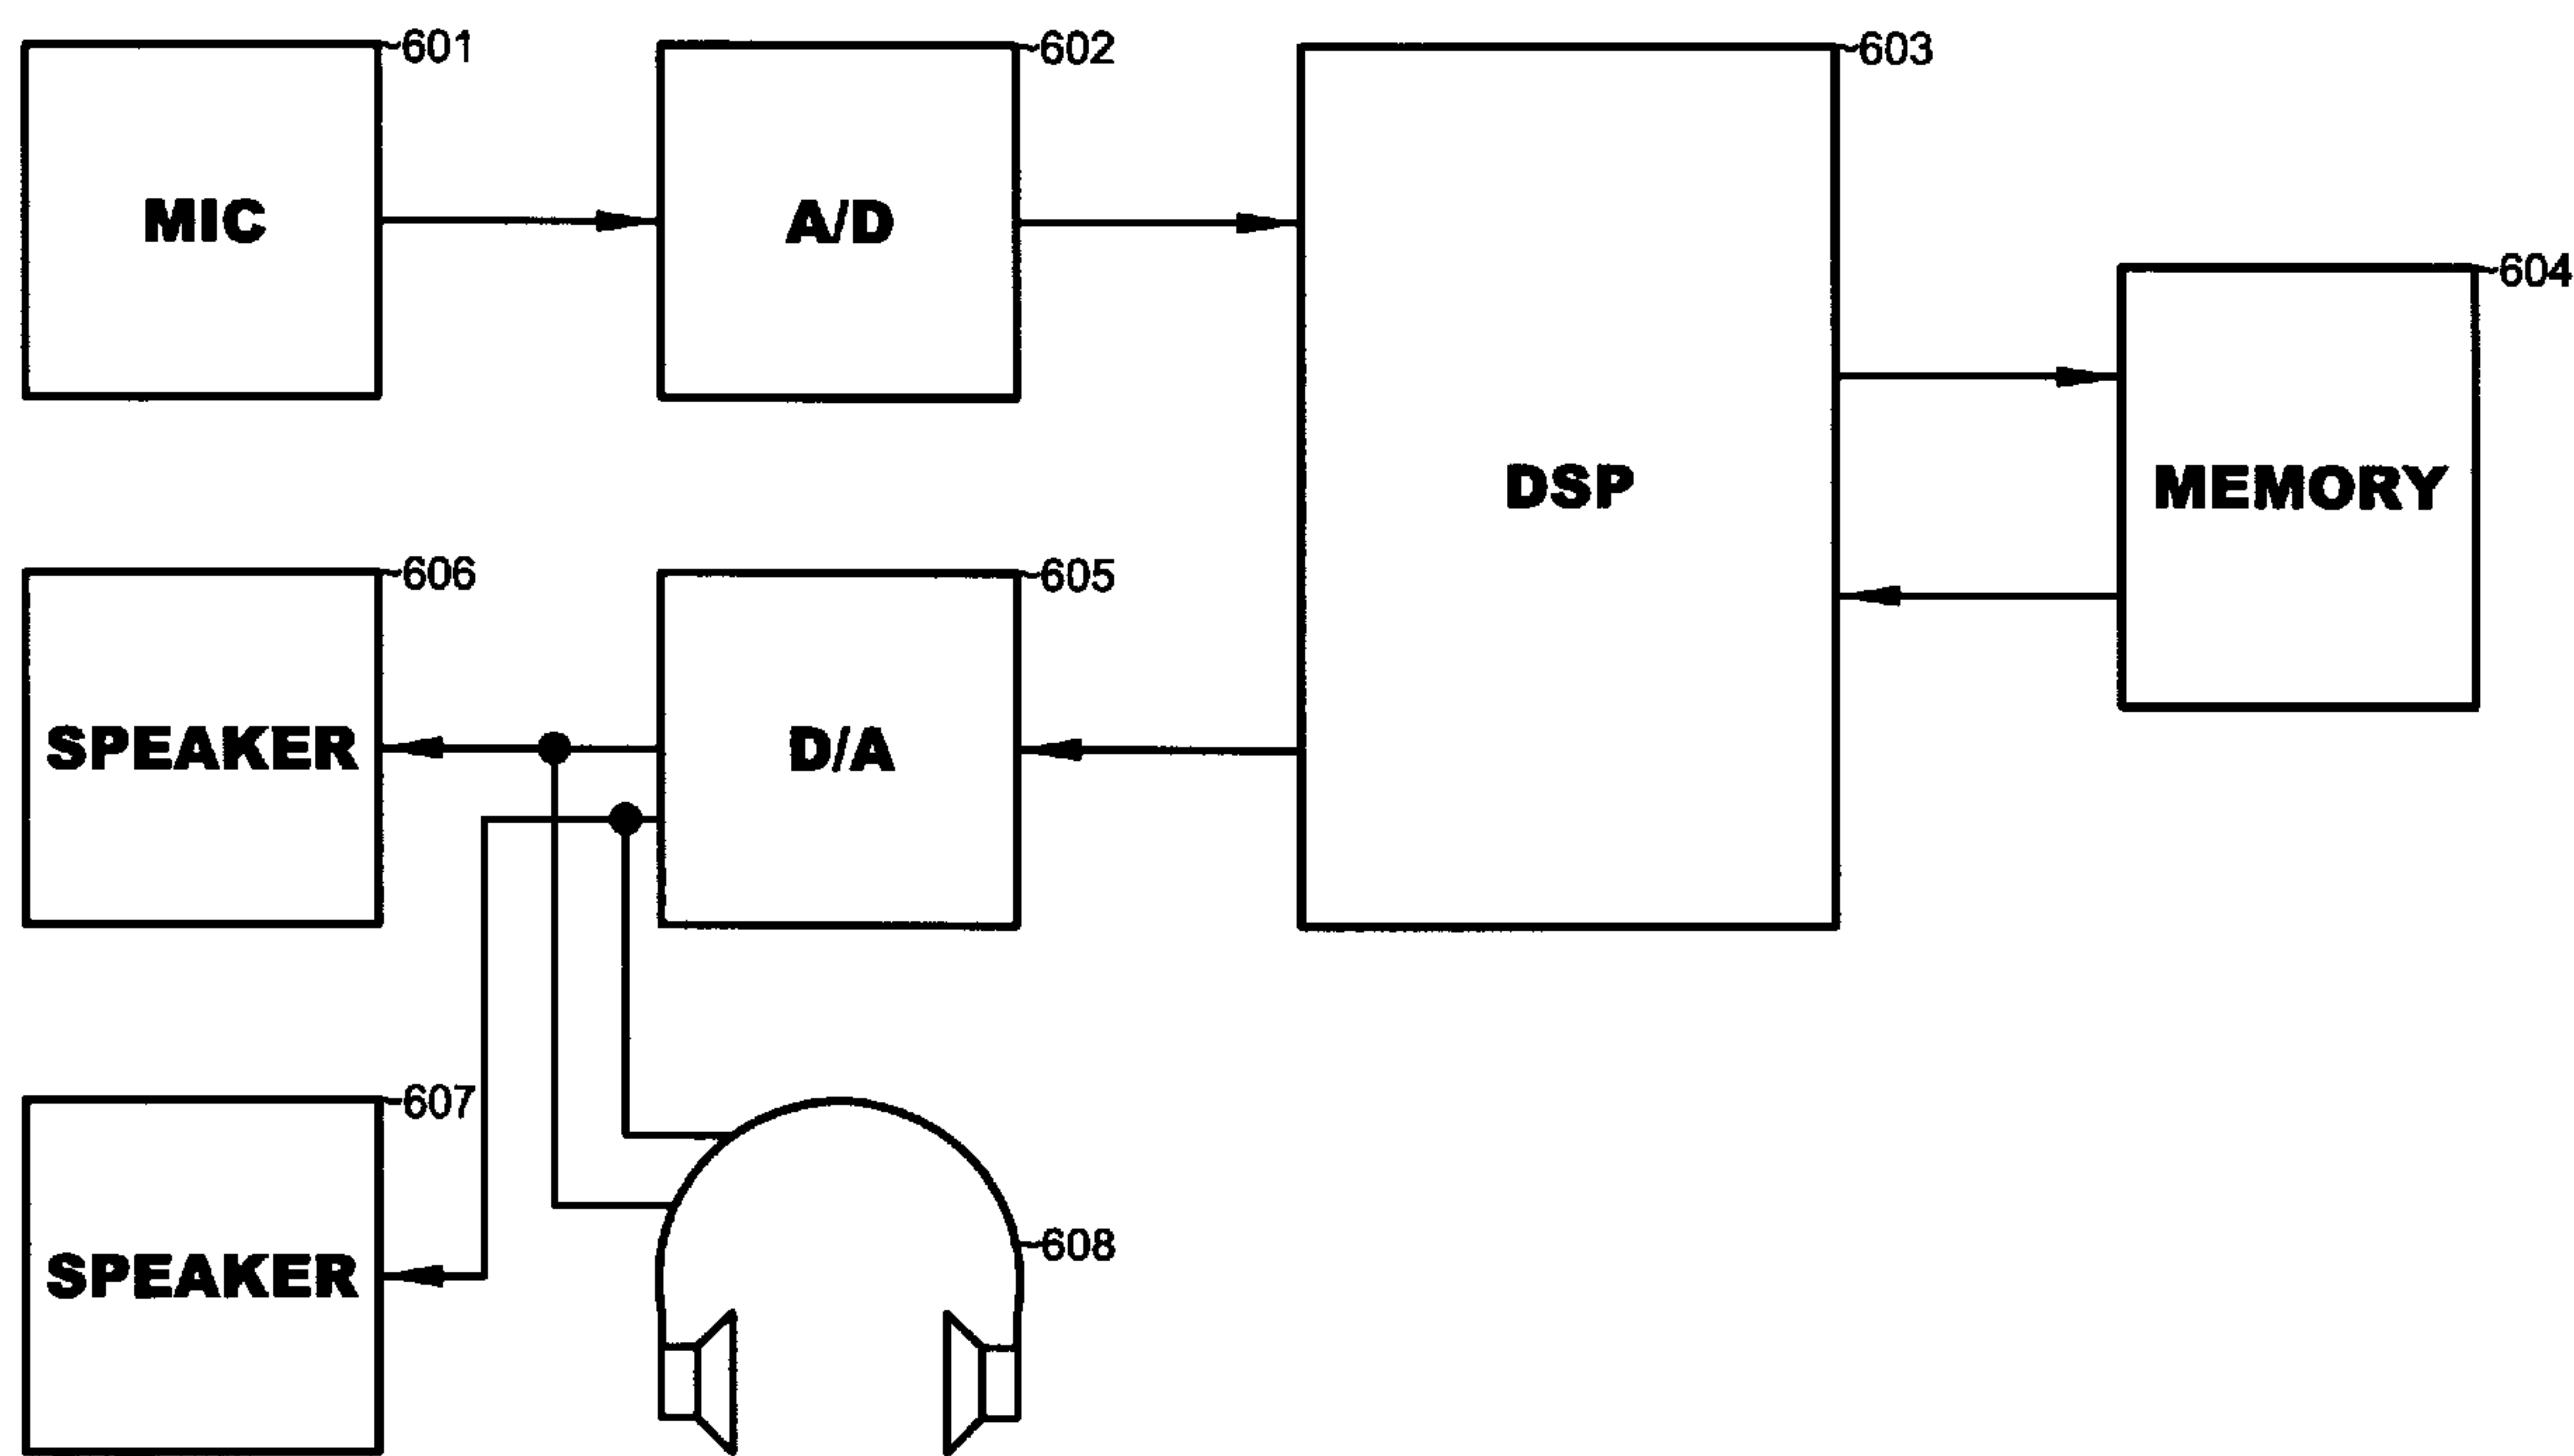 601
602
603
MIC
A/D
604
DSP
MEMORY
606
605
SPEAKER
D/A
607
608
SPEAKER